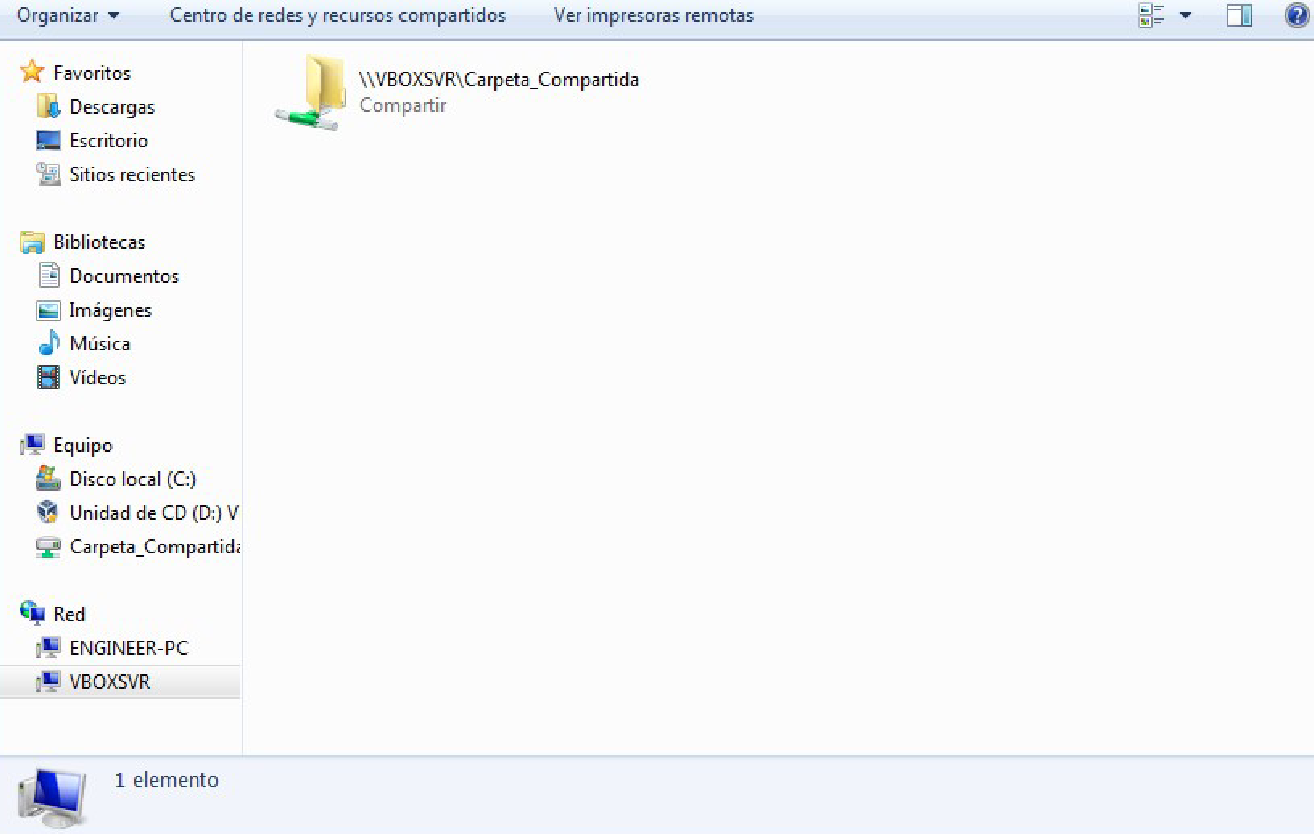 Organizar Centro de redes y recursos compartidos Ver impresoras remotas
Favoritos
Descargas
Escritorio
Sitios recientes
Bibliotecas
Documentos
Imágenes
Música
Vídeos
Equipo
Disco local (C:)
Unidad de CD (D:) V
Carpeta_Compartida
Red
ENGINEER-PC
VBOXSVR
\\VBOXSVR\Carpeta_Compartida
Compartir
1 elemento